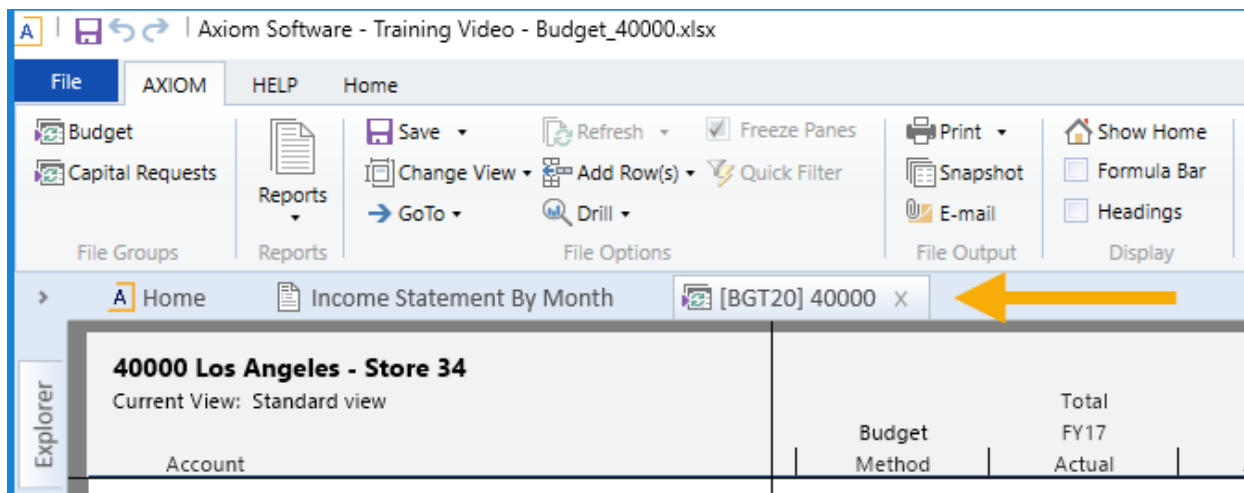 A Axiom Software - Training Video - Budget_40000.xlsx
File AXIOM HELP Home
Budget Save Refresh Freeze Panes Print Show Home
Capital Requests Change View Add Row(s) Quick Filter Snapshot Formula Bar
Reports GoTo Drill E-mail Headings
File Groups Reports File Options File Output Display
A Home Income Statement By Month [BGT20] 40000 X
Explorer
40000 Los Angeles - Store 34
Current View: Standard view Total
Budget FY17
Account Method Actual